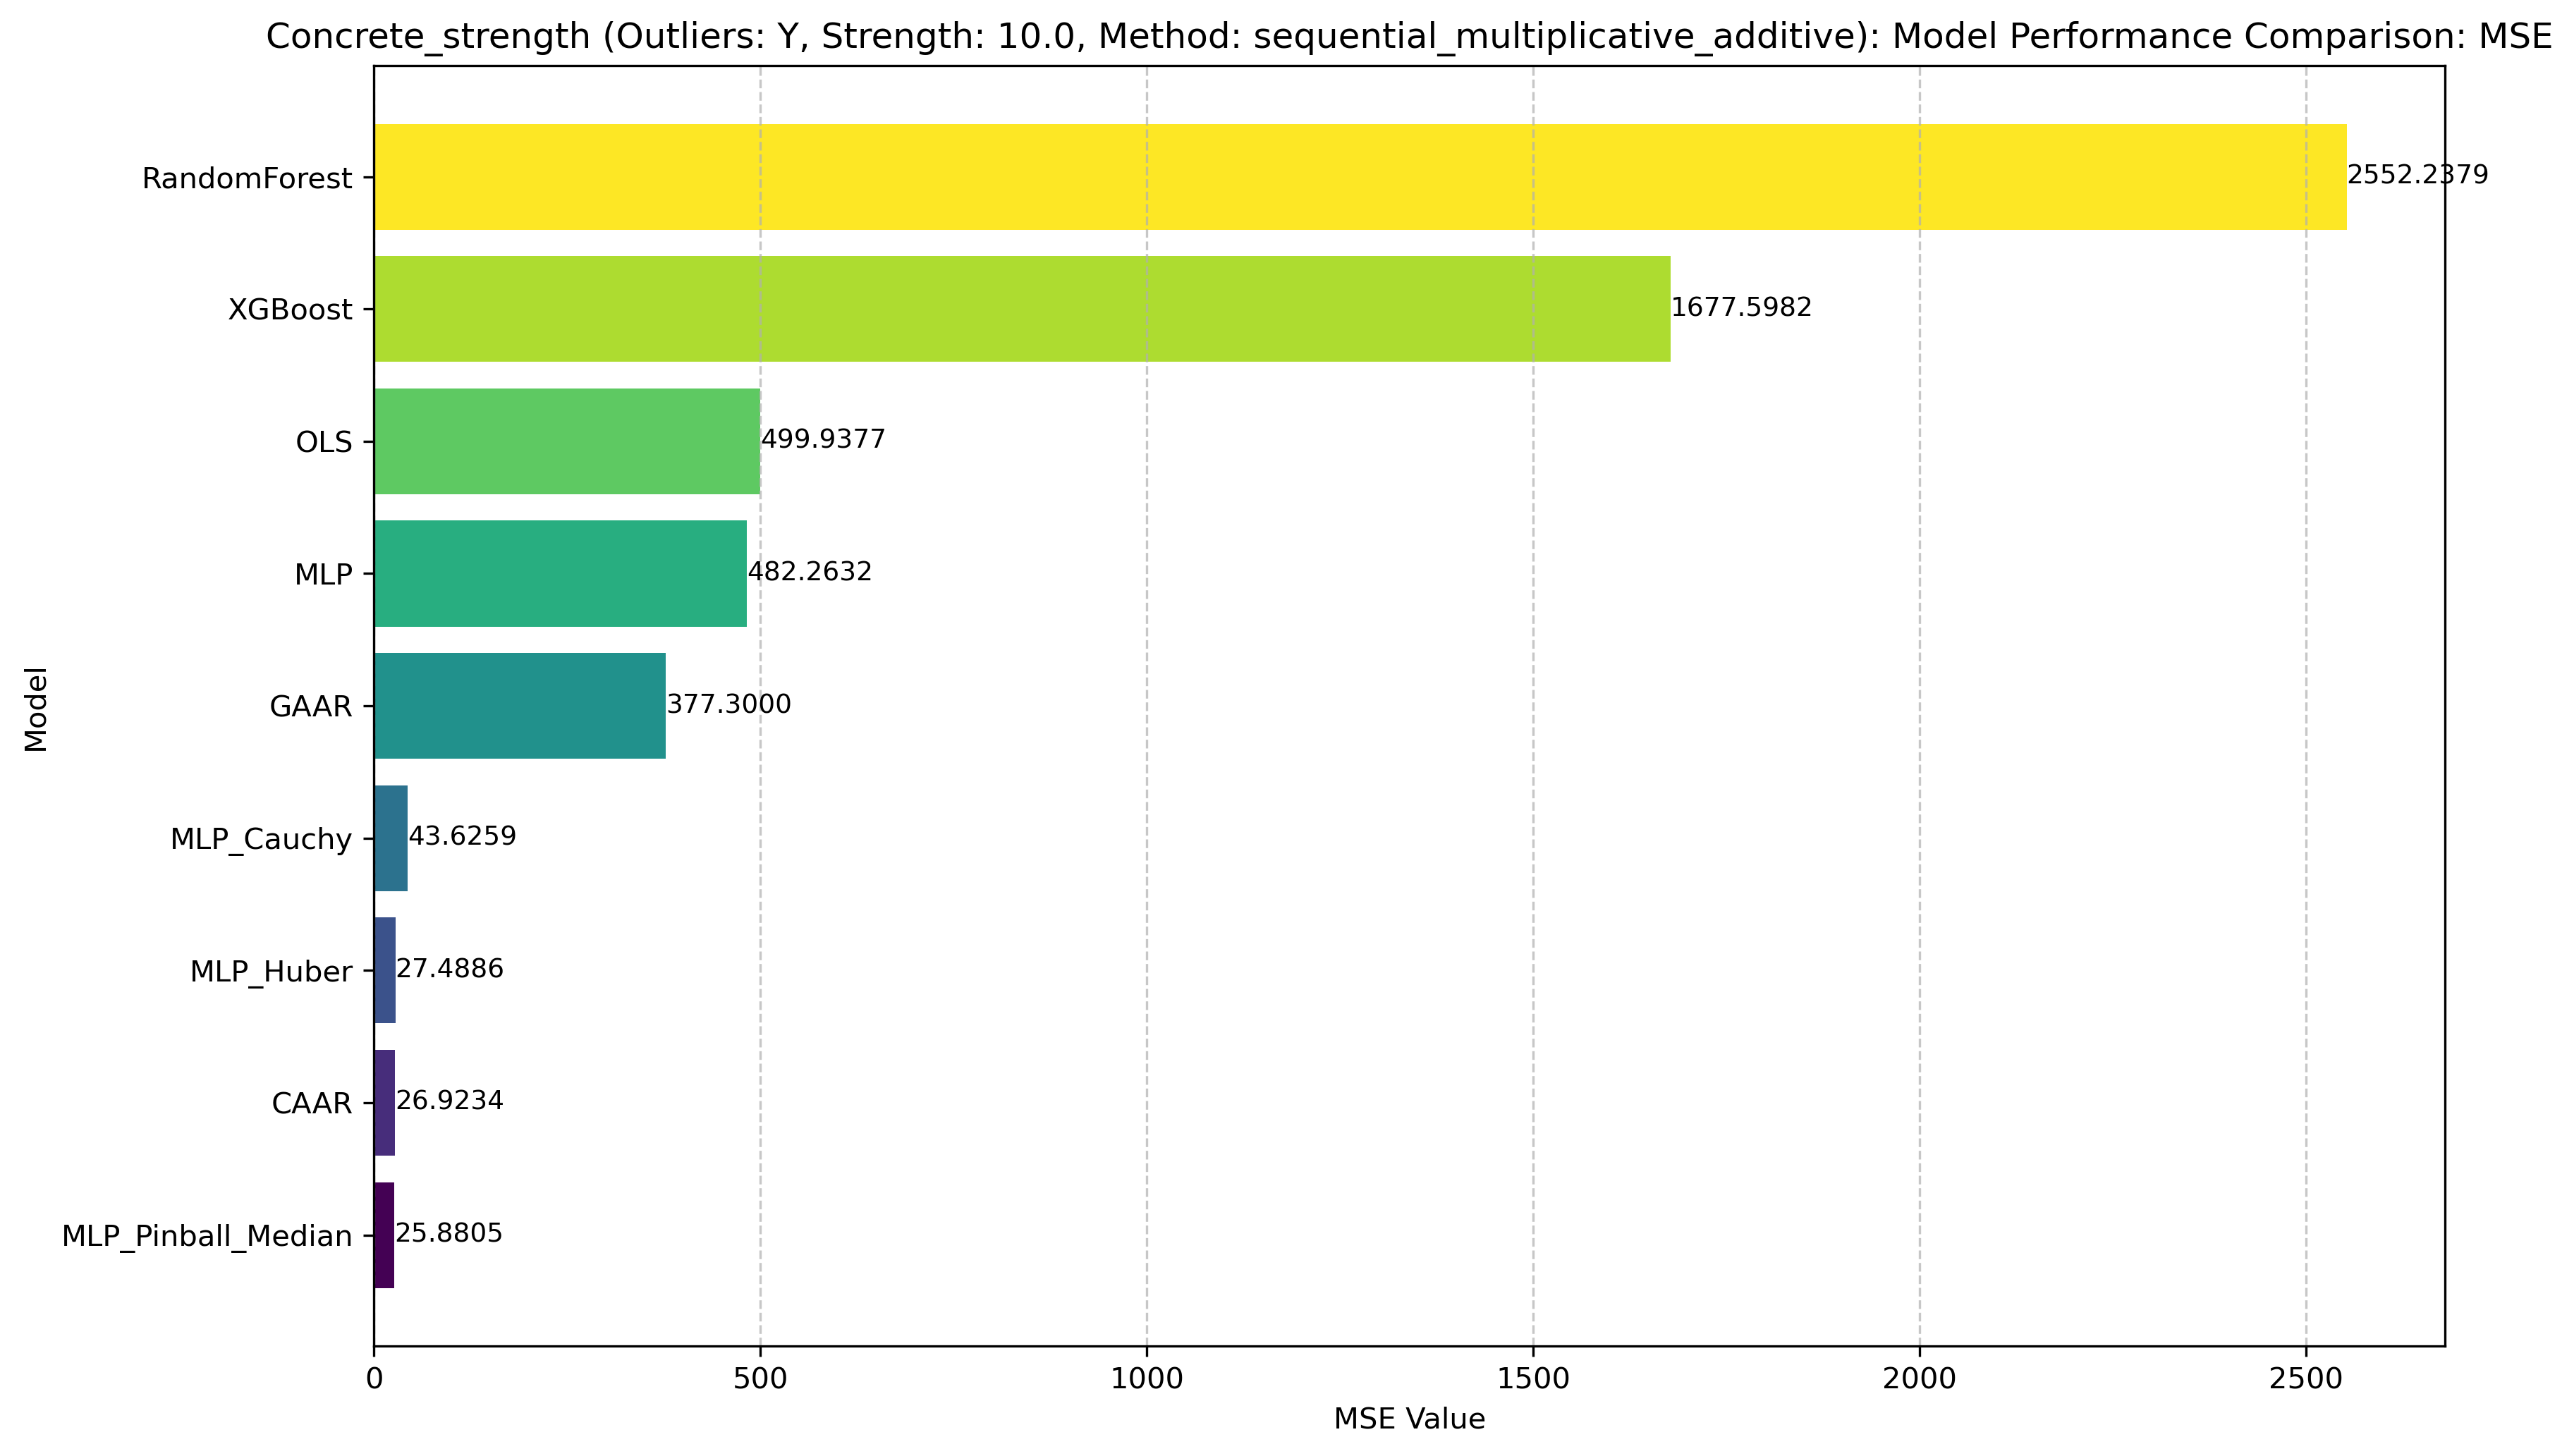 Concrete_strength (Outliers: Y, Strength: 10.0, Method: sequential_multiplicative_additive): Model Performance Comparison: MSE
RandomForest 2552.2379
XGBoost 1677.5982
OLS 499.9377
MLP 482.2632
GAAR 377.3000
MLP_Cauchy 43.6259
MLP_Huber 27.4886
CAAR 26.9234
MLP_Pinball_Median 25.8805
Model
0 500 1000 1500 2000 2500
MSE Value